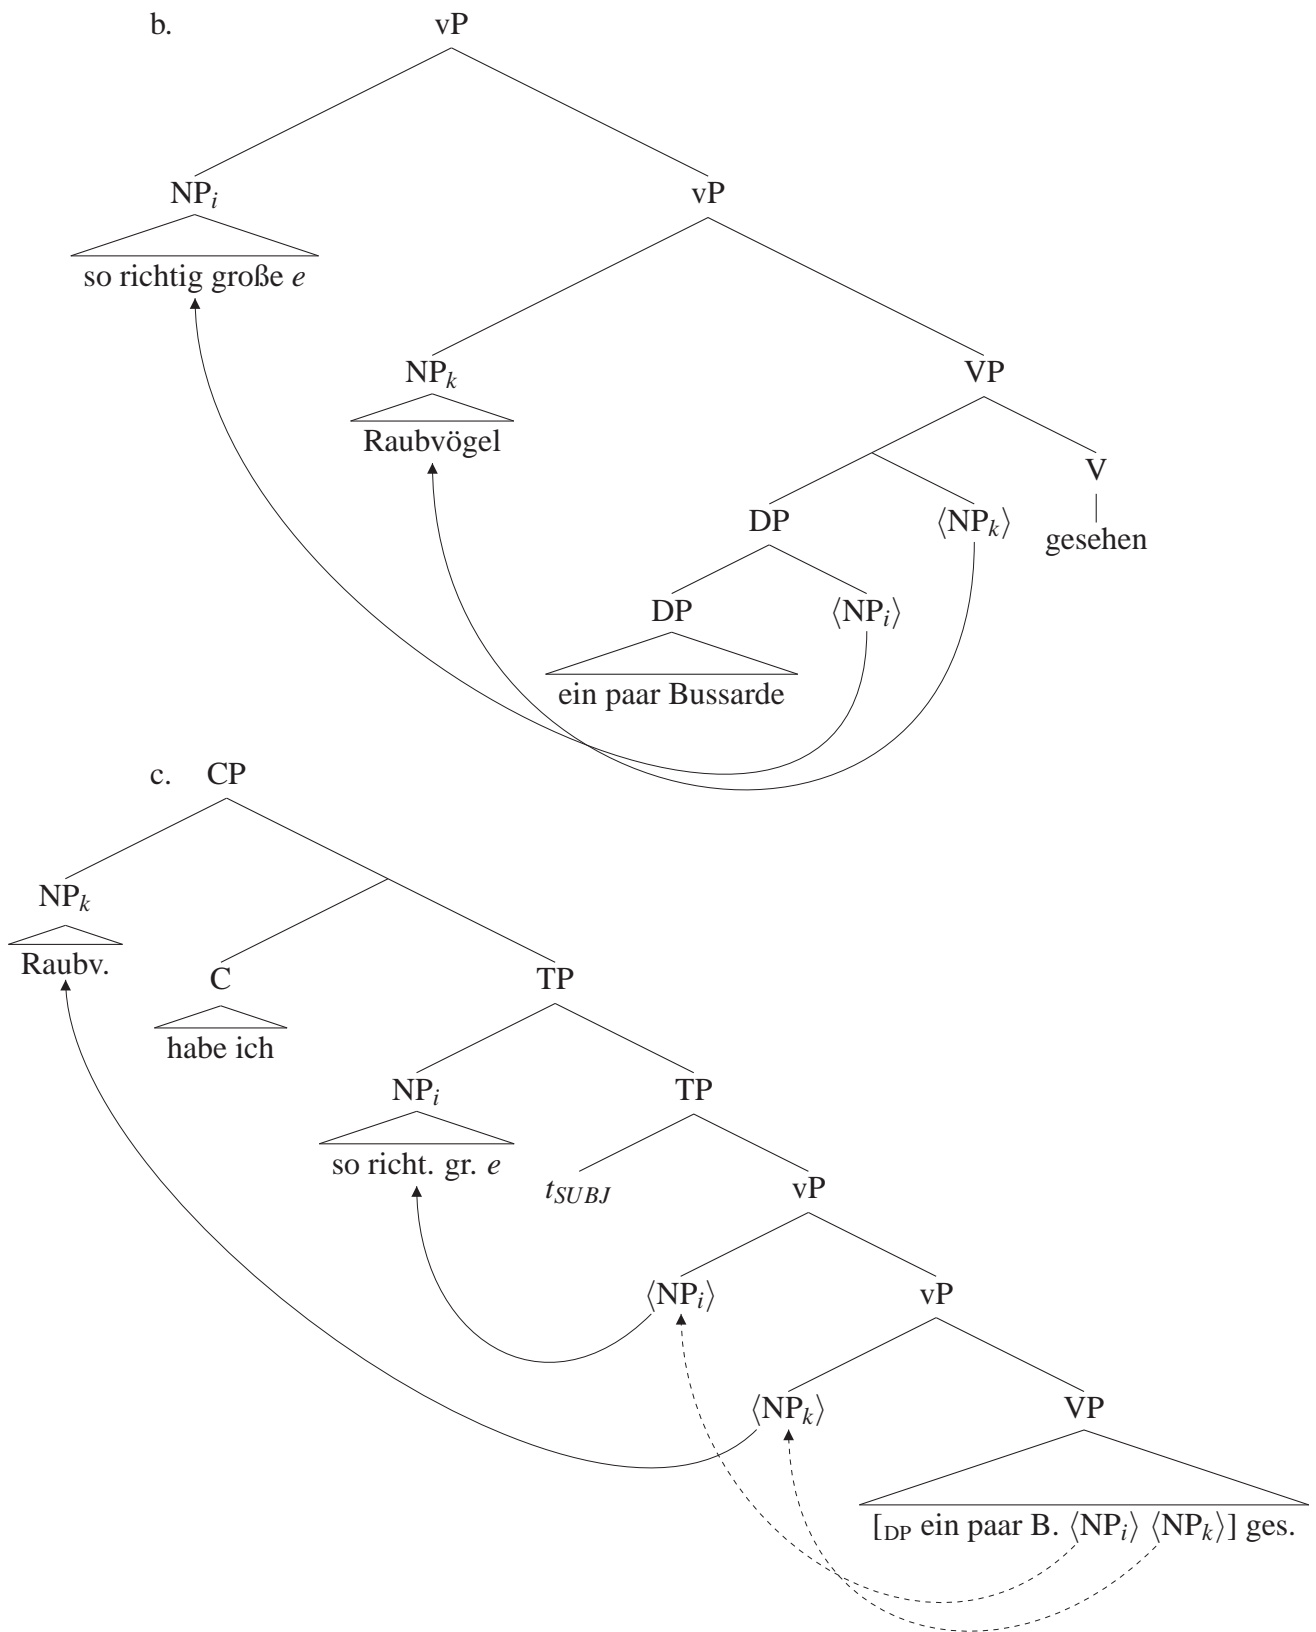 b. vP
NPi vP
so richtig große e
NPk VP
Raubvögel
DP ⟨NPk⟩ V
gesehen
DP ⟨NPi⟩
ein paar Bussarde
c. CP
NPk
Raubv.
C TP
habe ich
NPi TP
so richt. gr. e
tSUBJ vP
⟨NPi⟩ vP
⟨NPk⟩ VP
[DP ein paar B. ⟨NPi⟩ ⟨NPk⟩] ges.